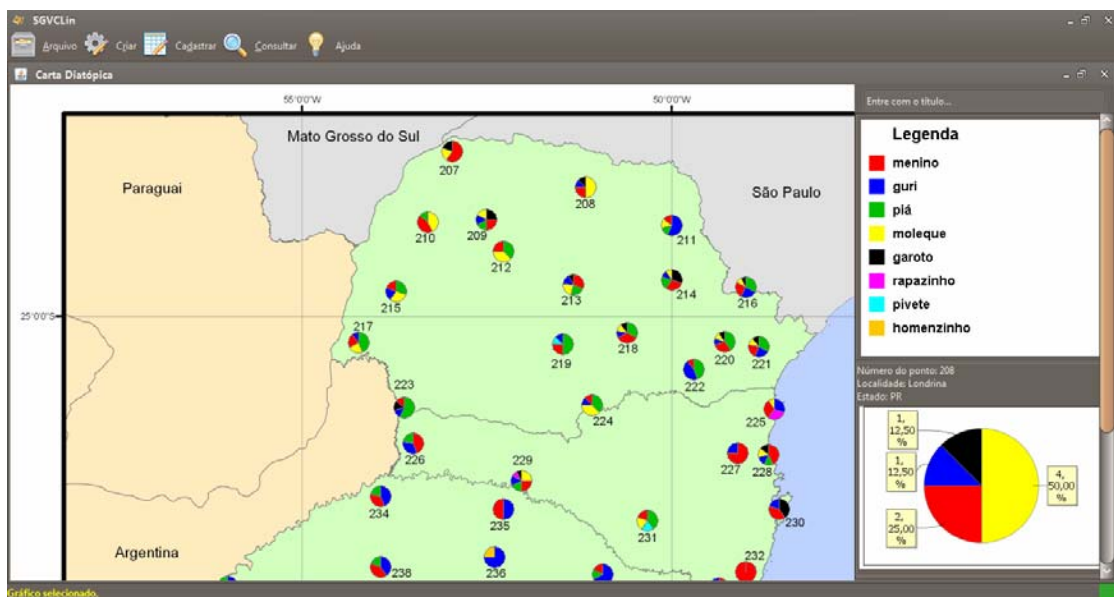 SGVCLin
Arquivo Criar Cadastrar Consultar Ajuda
Carta Diatópica
55°0'0"W
50°0'0"W
25°0'0"S
Mato Grosso do Sul
São Paulo
Paraguai
Argentina
207
208
209
210
211
212
213
214
215
216
217
218
219
220
221
222
223
224
225
226
227
228
229
230
231
232
234
235
236
238
Entre com o título...
Legenda
menino
guri
piá
moleque
garoto
rapazinho
pivete
homenzinho
Número do ponto: 208
Localidade: Londrina
Estado: PR
1,
12,50
%
1,
12,50
%
2,
25,00
%
4,
50,00
%
Gráfico selecionado.